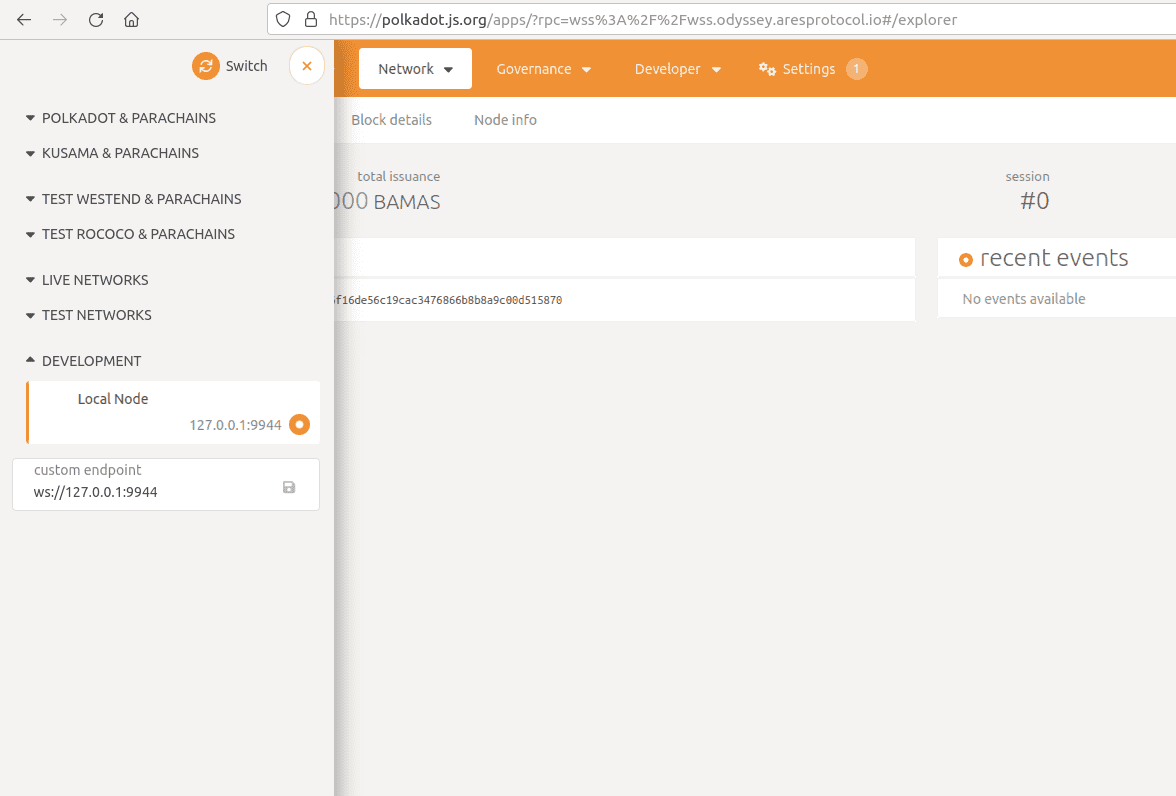 https://polkadot.js.org/apps/?rpc=wss%3A%2F%2Fwss.odyssey.aresprotocol.io#/explorer
Switch
Network
Governance
Developer
Settings
1
Block details
Node info
POLKADOT & PARACHAINS
KUSAMA & PARACHAINS
TEST WESTEND & PARACHAINS
TEST ROCOCO & PARACHAINS
LIVE NETWORKS
TEST NETWORKS
DEVELOPMENT
Local Node
127.0.0.1:9944
custom endpoint
ws://127.0.0.1:9944
total issuance
000 BAMAS
session
#0
f16de56c19cac3476866b8b8a9c00d515870
recent events
No events available